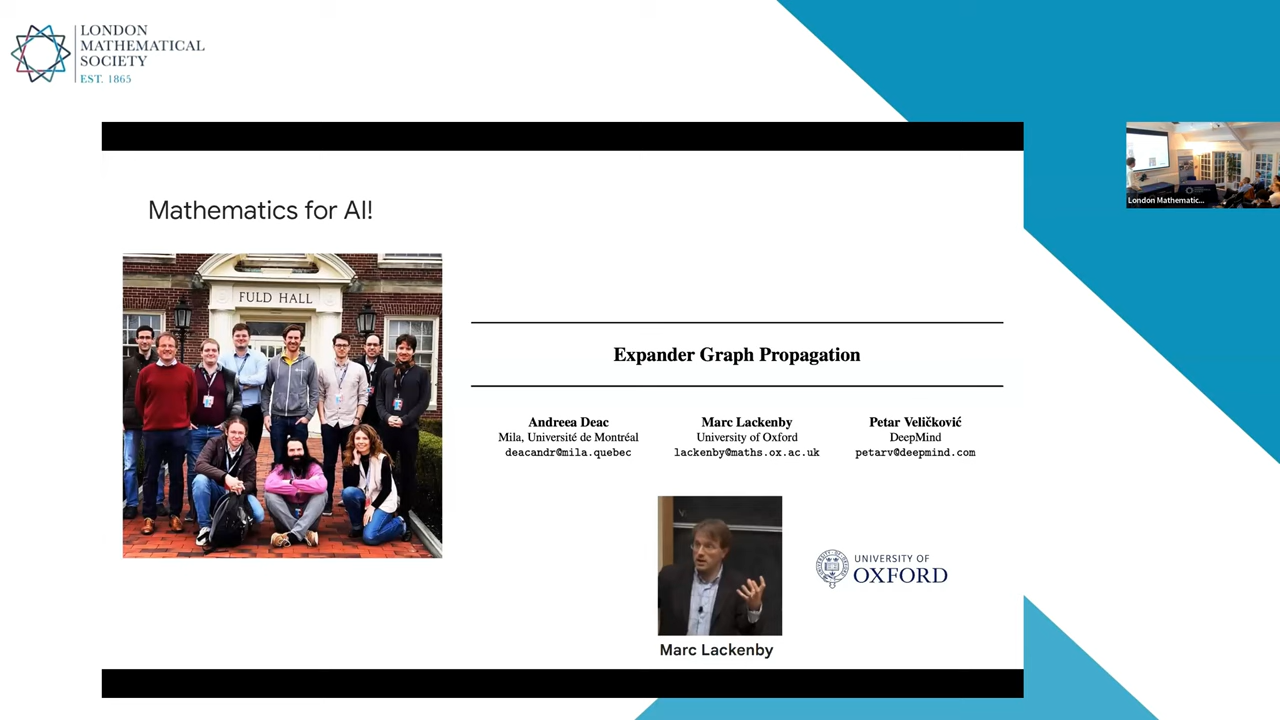 LONDON
MATHEMATICAL
SOCIETY
EST. 1865
London Mathematic...
Mathematics for AI!
FULD HALL
Expander Graph Propagation
Andreea Deac
Mila, Université de Montréal
deacandr@mila.quebec
Marc Lackenby
University of Oxford
lackenby@maths.ox.ac.uk
Petar Veličković
DeepMind
petarv@deepmind.com
UNIVERSITY OF
OXFORD
Marc Lackenby